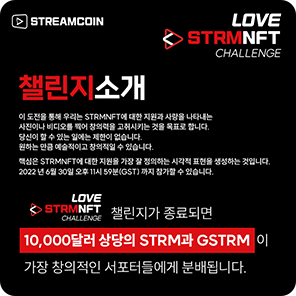 STREAMCOIN
LOVE
STRMNFT
CHALLENGE
챌린지소개
이 도전을 통해 우리는 STRMNFT에 대한 지원과 사랑을 나타내는
사진이나 비디오를 찍어 창의력을 고취시키는 것을 목표로 합니다.
당신이 할 수 있는 일에는 제한이 없습니다.
원하는 만큼 예술적이고 창의적일 수 있습니다.
핵심은 STRMNFT에 대한 지원을 가장 잘 정의하는 시각적 표현을 생성하는 것입니다.
2022 년 6월 30일 오후 11시 59분(GST) 까지 참가할 수 있습니다.
LOVE
STRMNFT
CHALLENGE
챌린지가 종료되면
10,000달러 상당의 STRM과 GSTRM 이
가장 창의적인 서포터들에게 분배됩니다.